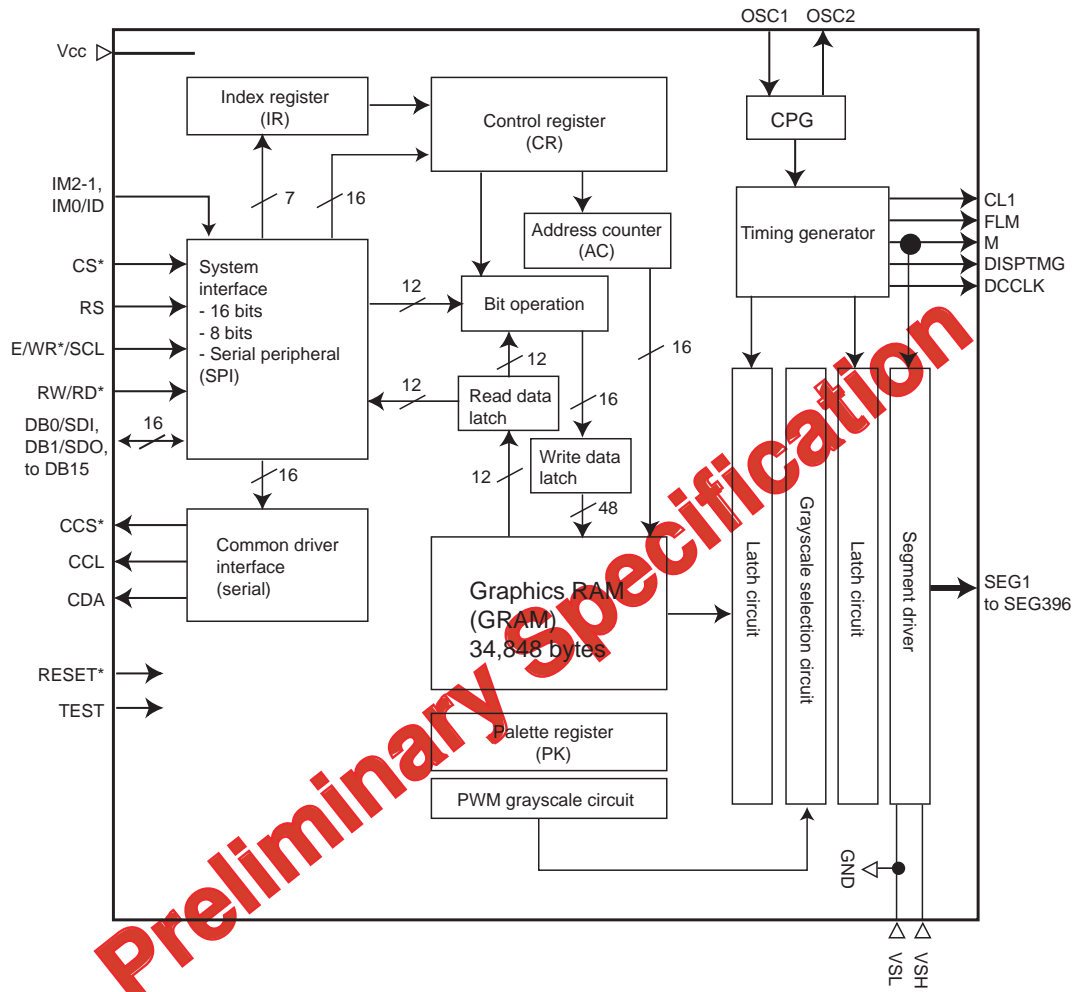 OSC1 OSC2
Vcc
Index register
(IR)
Control register
(CR)
CPG
IM2-1,
IM0/ID
7
16
Address counter
(AC)
Timing generator
CL1
FLM
M
DISPTMG
DCCLK
CS*
RS
E/WR*/SCL
RW/RD*
DB0/SDI,
DB1/SDO,
to DB15
16
System
interface
- 16 bits
- 8 bits
- Serial peripheral
(SPI)
12
Bit operation
12
16
12
Read data
latch
16
12
Write data
latch
48
16
CCS*
CCL
CDA
Common driver
interface
(serial)
Graphics RAM
(GRAM)
34,848 bytes
Latch circuit
Grayscale selection circuit
Latch circuit
Segment driver
SEG1
to SEG396
RESET*
TEST
Palette register
(PK)
PWM grayscale circuit
GND
VSL
VSH
Preliminary Specification